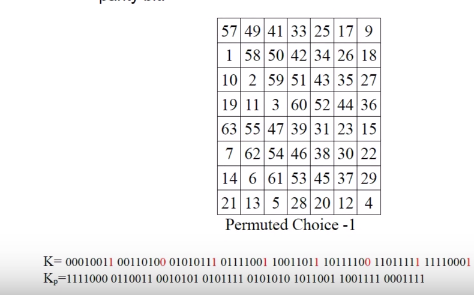 parity
57 49 41 33 25 17 9
1 58 50 42 34 26 18
10 2 59 51 43 35 27
19 11 3 60 52 44 36
63 55 47 39 31 23 15
7 62 54 46 38 30 22
14 6 61 53 45 37 29
21 13 5 28 20 12 4
Permuted Choice -1
K= 00010011 00110100 01010111 01111001 10011011 10111100 11011111 11110001
Kp=1111000 0110011 0010101 0101111 0101010 1011001 1001111 0001111